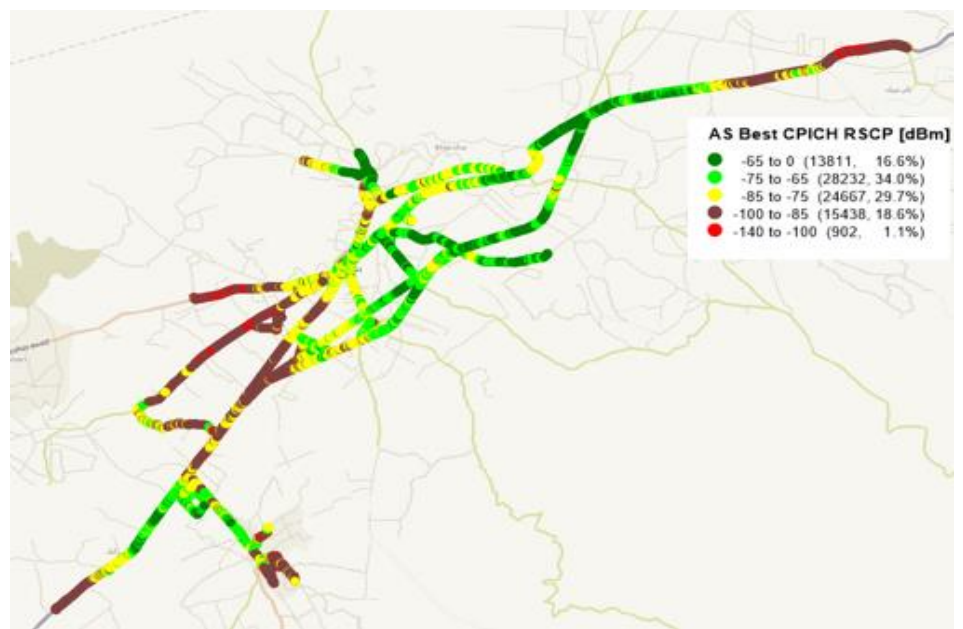 AS Best CPICH RSCP [dBm]
-65 to 0 (13811, 16.6%)
-75 to -65 (28232, 34.0%)
-85 to -75 (24667, 29.7%)
-100 to -85 (15438, 18.6%)
-140 to -100 (902, 1.1%)